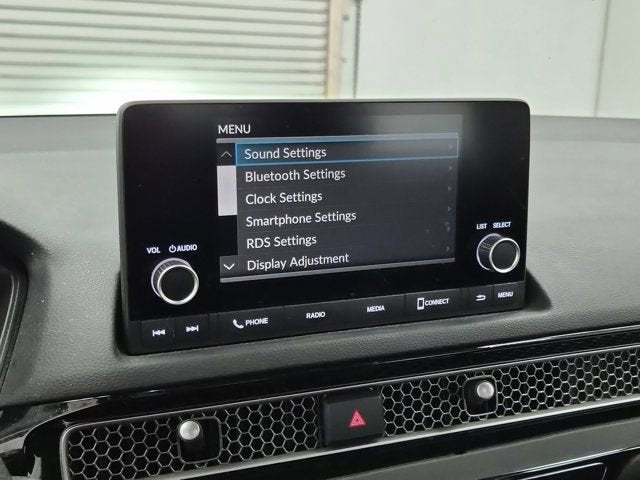 MENU
Sound Settings
Bluetooth Settings
Clock Settings
Smartphone Settings
RDS Settings
Display Adjustment
VOL AUDIO
LIST SELECT
PHONE RADIO MEDIA CONNECT MENU